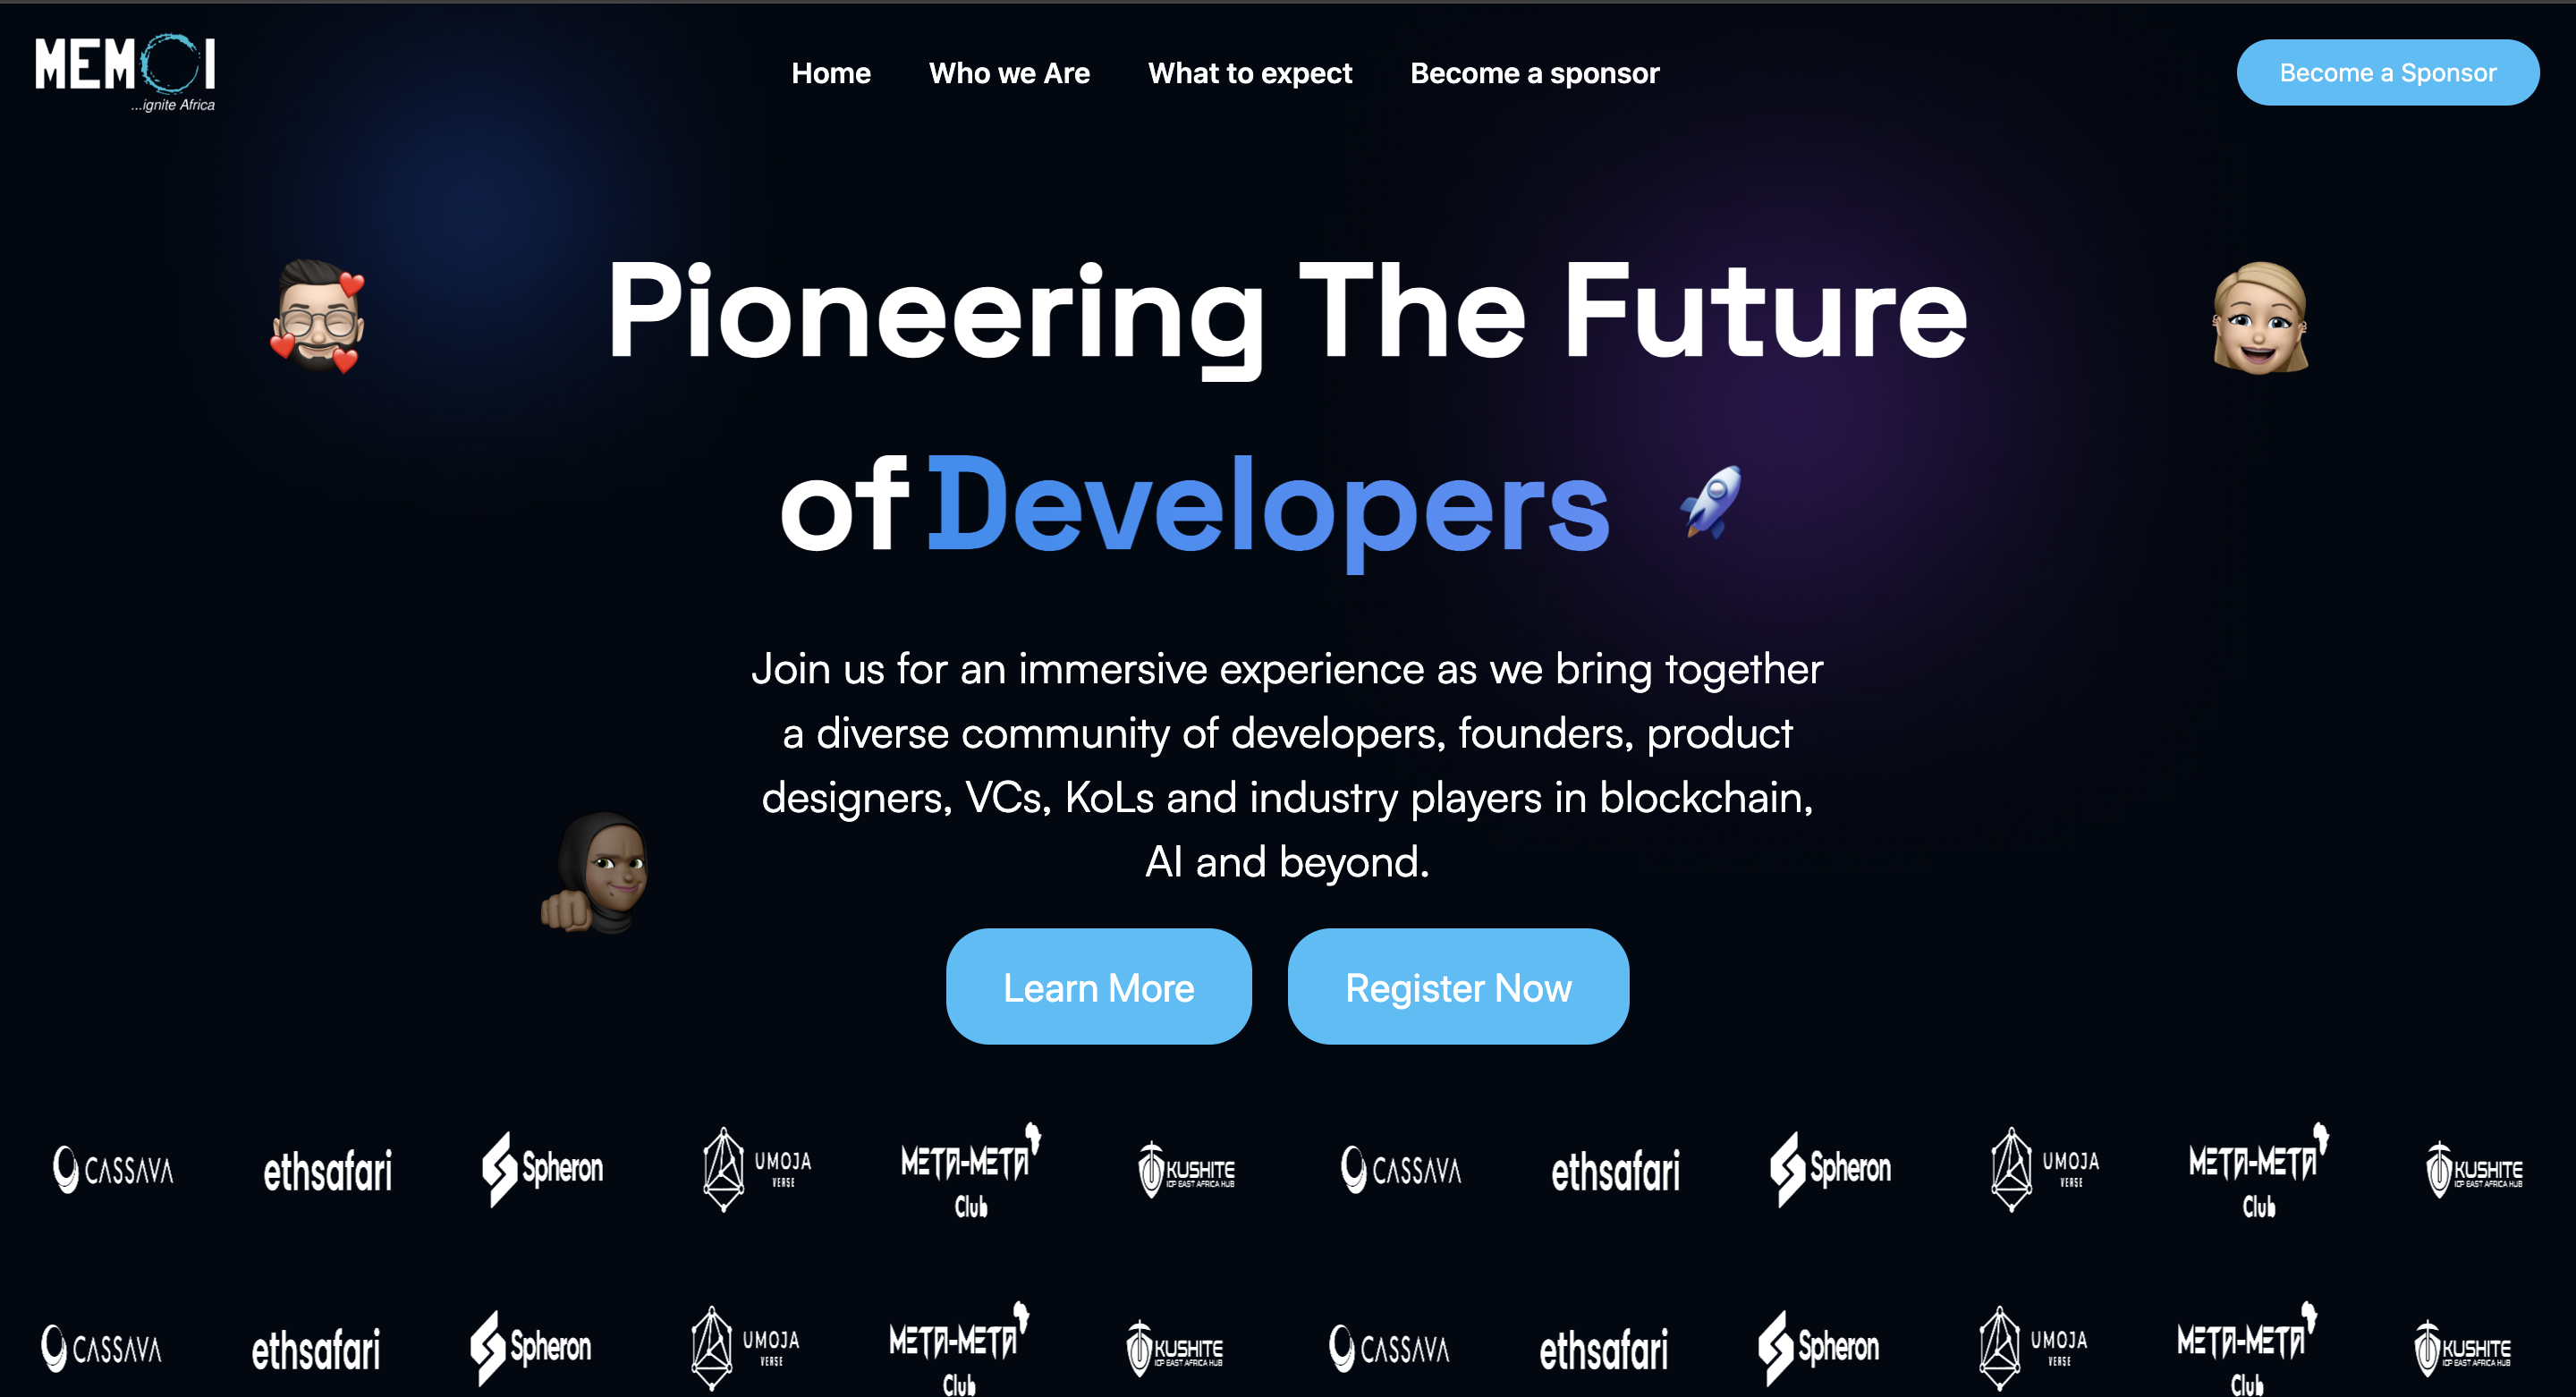 MEMOI
...ignite Africa
Home Who we Are What to expect Become a sponsor
Become a Sponsor
Pioneering The Future
of Developers
Join us for an immersive experience as we bring together
a diverse community of developers, founders, product
designers, VCs, KoLs and industry players in blockchain,
AI and beyond.
Learn More Register Now
CASSAVA ethsafari Spheron UMOJA VERSE META-META Club KUSHITE ICP EAST AFRICA HUB CASSAVA ethsafari Spheron UMOJA VERSE META-META Club KUSHITE ICP EAST AFRICA HUB
CASSAVA ethsafari Spheron UMOJA VERSE META-META Club KUSHITE ICP EAST AFRICA HUB CASSAVA ethsafari Spheron UMOJA VERSE META-META Club KUSHITE ICP EAST AFRICA HUB